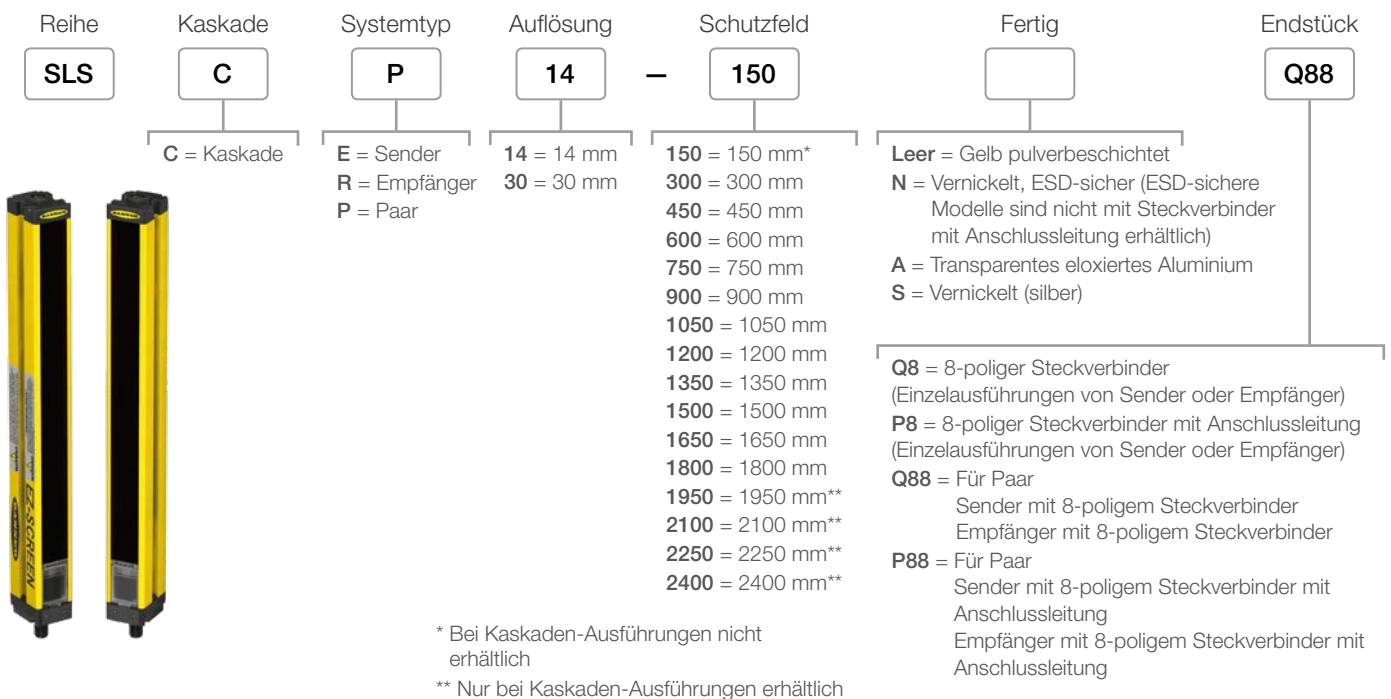 Reihe
Kaskade
Systemtyp
Auflösung
Schutzfeld
Fertig
Endstück
SLS
C
P
14
–
150
Q88
C = Kaskade
E = Sender
R = Empfänger
P = Paar
14 = 14 mm
30 = 30 mm
150 = 150 mm*
300 = 300 mm
450 = 450 mm
600 = 600 mm
750 = 750 mm
900 = 900 mm
1050 = 1050 mm
1200 = 1200 mm
1350 = 1350 mm
1500 = 1500 mm
1650 = 1650 mm
1800 = 1800 mm
1950 = 1950 mm**
2100 = 2100 mm**
2250 = 2250 mm**
2400 = 2400 mm**
Leer = Gelb pulverbeschichtet
N = Vernickelt, ESD-sicher (ESD-sichere
Modelle sind nicht mit Steckverbinder
mit Anschlussleitung erhältlich)
A = Transparentes eloxiertes Aluminium
S = Vernickelt (silber)
Q8 = 8-poliger Steckverbinder
(Einzelausführungen von Sender oder Empfänger)
P8 = 8-poliger Steckverbinder mit Anschlussleitung
(Einzelausführungen von Sender oder Empfänger)
Q88 = Für Paar
Sender mit 8-poligem Steckverbinder
Empfänger mit 8-poligem Steckverbinder
P88 = Für Paar
Sender mit 8-poligem Steckverbinder mit
Anschlussleitung
Empfänger mit 8-poligem Steckverbinder mit
Anschlussleitung
* Bei Kaskaden-Ausführungen nicht
erhältlich
** Nur bei Kaskaden-Ausführungen erhältlich
BANNER
BANNER
EZ-SCREEN
BANNER